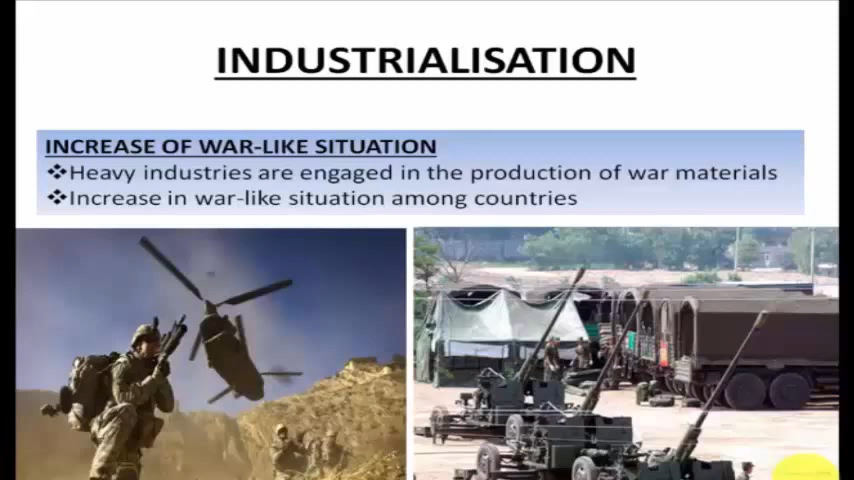 INDUSTRIALISATION
INCREASE OF WAR-LIKE SITUATION
❖Heavy industries are engaged in the production of war materials
❖Increase in war-like situation among countries